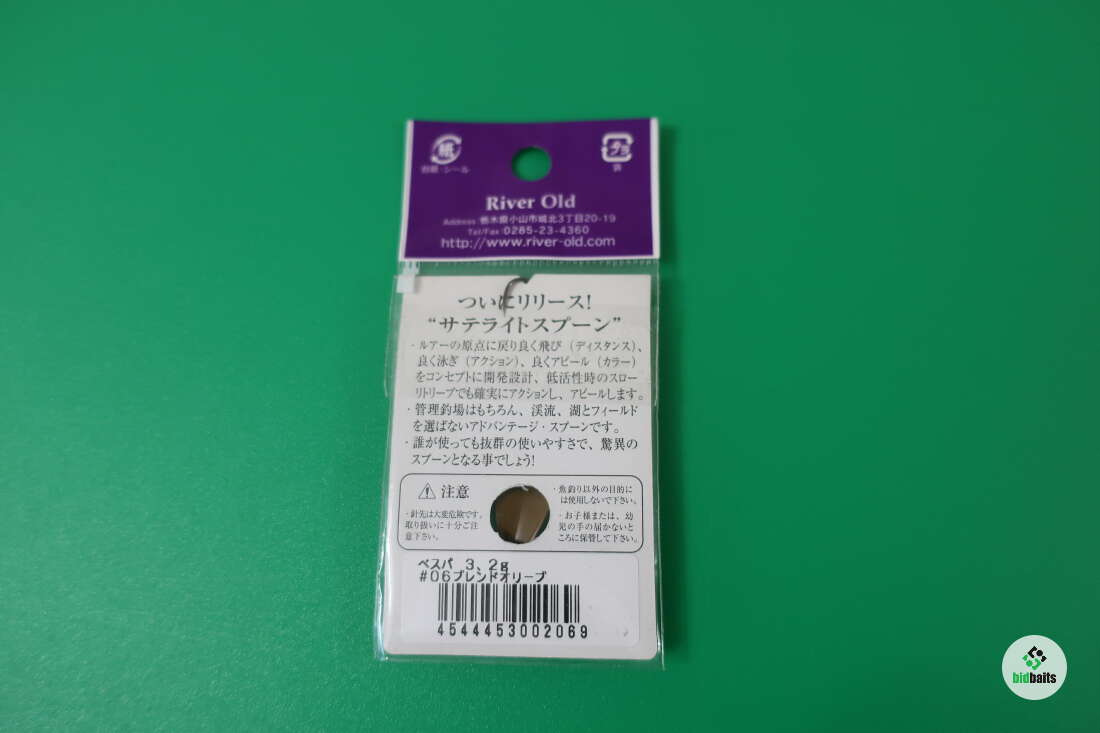 紙
台紙・シール
プラ
袋
River Old
Address:栃木県小山市城北3丁目20-19
Tel/Fax:0285-23-4360
http://www.river-old.com
ついにリリース!
“サテライトスプーン”
・ルアーの原点に戻り良く飛び(ディスタンス)、
良く泳ぎ(アクション)、良くアピール(カラー)
をコンセプトに開発設計、低活性時のスロー
リトリーブでも確実にアクションし、アピールします。
・管理釣場はもちろん、渓流、湖とフィールド
を選ばないアドバンテージ・スプーンです。
・誰が使っても抜群の使いやすさで、驚異の
スプーンとなる事でしょう!
注意
・針先は大変危険です。
取り扱いに十分ご注
意下さい。
・魚釣り以外の目的に
は使用しないで下さい。
・お子様または、幼
児の手の届かないと
ころに保管して下さい。
ベスパ 3.2g
#06ブレンドオリーブ
4544453002069
bidbaits